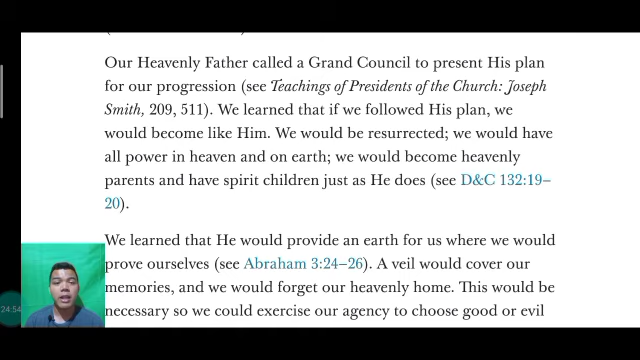 Our Heavenly Father called a Grand Council to present His plan
for our progression (see Teachings of Presidents of the Church: Joseph
Smith, 209, 511). We learned that if we followed His plan, we
would become like Him. We would be resurrected; we would have
all power in heaven and on earth; we would become heavenly
parents and have spirit children just as He does (see D&C 132:19–
20).
We learned that He would provide an earth for us where we would
prove ourselves (see Abraham 3:24–26). A veil would cover our
memories, and we would forget our heavenly home. This would be
necessary so we could exercise our agency to choose good or evil
24:54